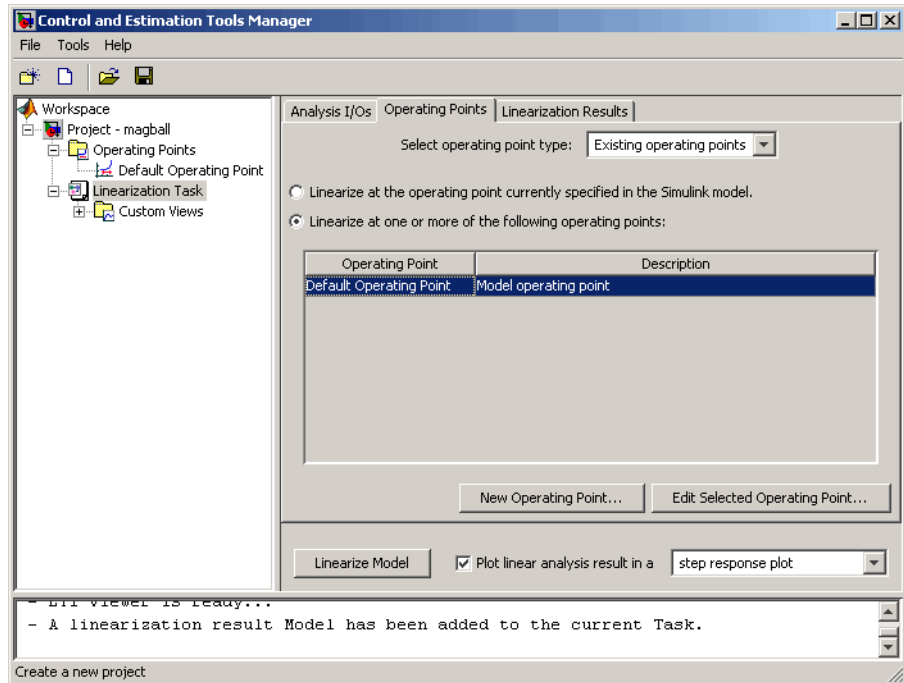 Control and Estimation Tools Manager
File Tools Help
Workspace
Project - magball
Operating Points
Default Operating Point
Linearization Task
Custom Views
Analysis I/Os Operating Points Linearization Results
Select operating point type: Existing operating points
Linearize at the operating point currently specified in the Simulink model.
Linearize at one or more of the following operating points:
Operating Point Description
Default Operating Point Model operating point
New Operating Point... Edit Selected Operating Point...
Linearize Model Plot linear analysis result in a step response plot
- LTI Viewer is ready...
- A linearization result Model has been added to the current Task.
Create a new project